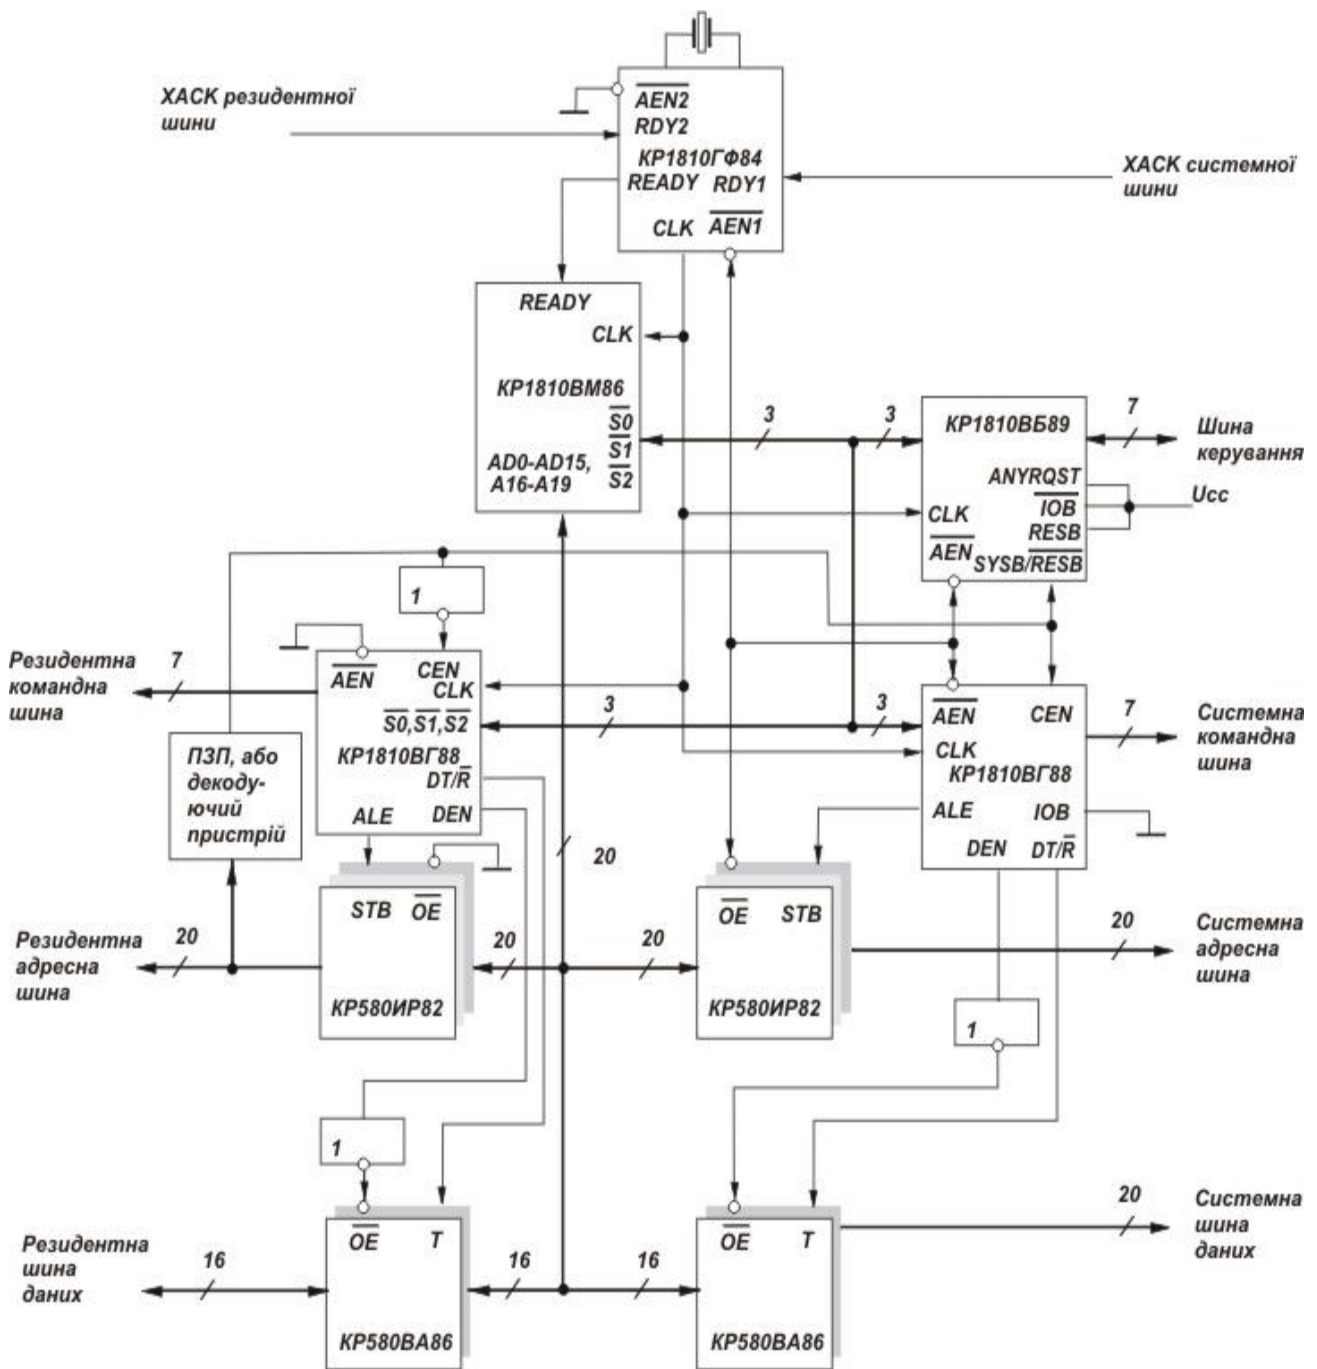 XACK резидентної
шини
AEN2
RDY2
КР1810ГФ84
READY RDY1
CLK AEN1
XACK системної
шини
READY
CLK
КР1810ВМ86
S0
S1
S2
AD0-AD15,
A16-A19
3
3
КР1810ВБ89
ANYRQST
IOB
RESB
CLK
AEN
SYSB/RESB
7
Шина
керування
Ucc
1
Резидентна
командна
шина
7
AEN
CEN
CLK
S0,S1,S2
КР1810ВГ88
DT/R
ALE
DEN
3
3
AEN
CEN
CLK
КР1810ВГ88
ALE
IOB
DEN
DT/R
7
Системна
командна
шина
ПЗП, або
декоду-
ючий
пристрій
20
STB OE
КР580ИР82
Резидентна
адресна
шина
20
20
20
OE STB
КР580ИР82
20
Системна
адресна
шина
1
1
Резидентна
шина
даних
16
OE T
КР580ВА86
16
16
OE T
КР580ВА86
20
Системна
шина
даних